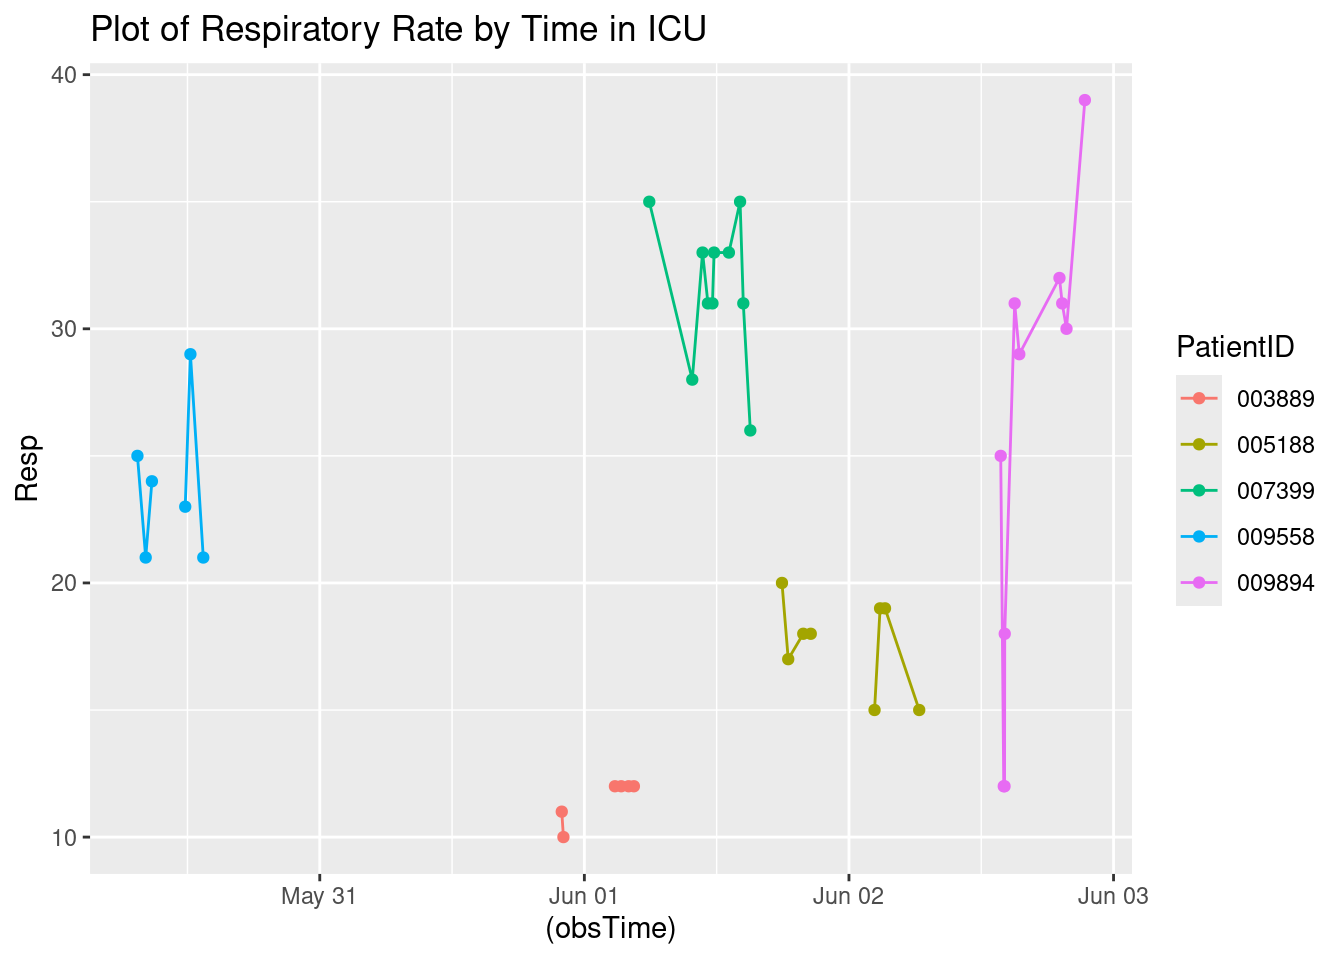 Plot of Respiratory Rate by Time in ICU
40
30
20
10
Resp
May 31
Jun 01
Jun 02
Jun 03
(obsTime)
PatientID
003889
005188
007399
009558
009894